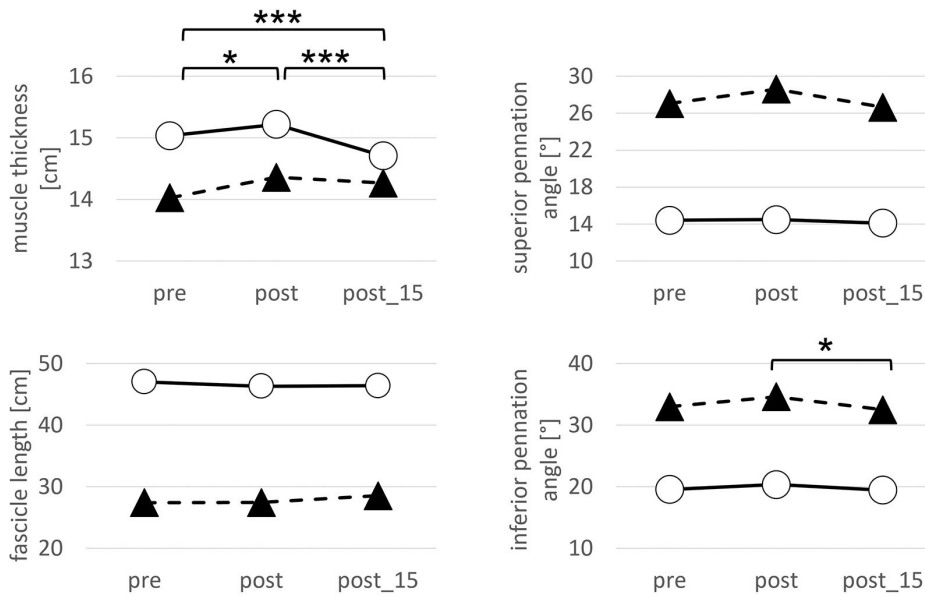 ***
*
***
muscle thickness
[cm]
16
15
14
13
pre
post
post_15
superior pennation
angle [°]
30
26
22
18
14
10
pre
post
post_15
fascicle length [cm]
50
40
30
20
pre
post
post_15
inferior pennation
angle [°]
*
40
30
20
10
pre
post
post_15